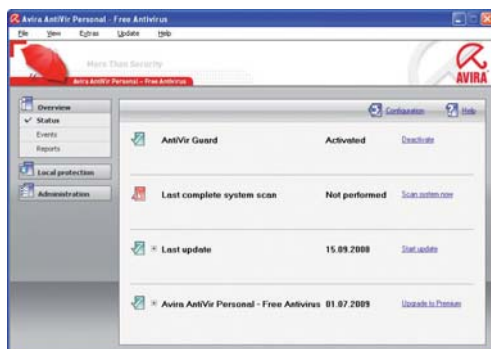 Avira AntiVir Personal - Free Antivirus
File View Extras Update Help
More Than Security
Avira AntiVir Personal - Free Antivirus
AVIRA
Overview
Status
Events
Reports
Local protection
Administration
Configuration Help
AntiVir Guard Activated Deactivate
Last complete system scan Not performed Scan system now
Last update 15.09.2008 Start update
Avira AntiVir Personal - Free Antivirus 01.07.2009 Upgrade to Premium